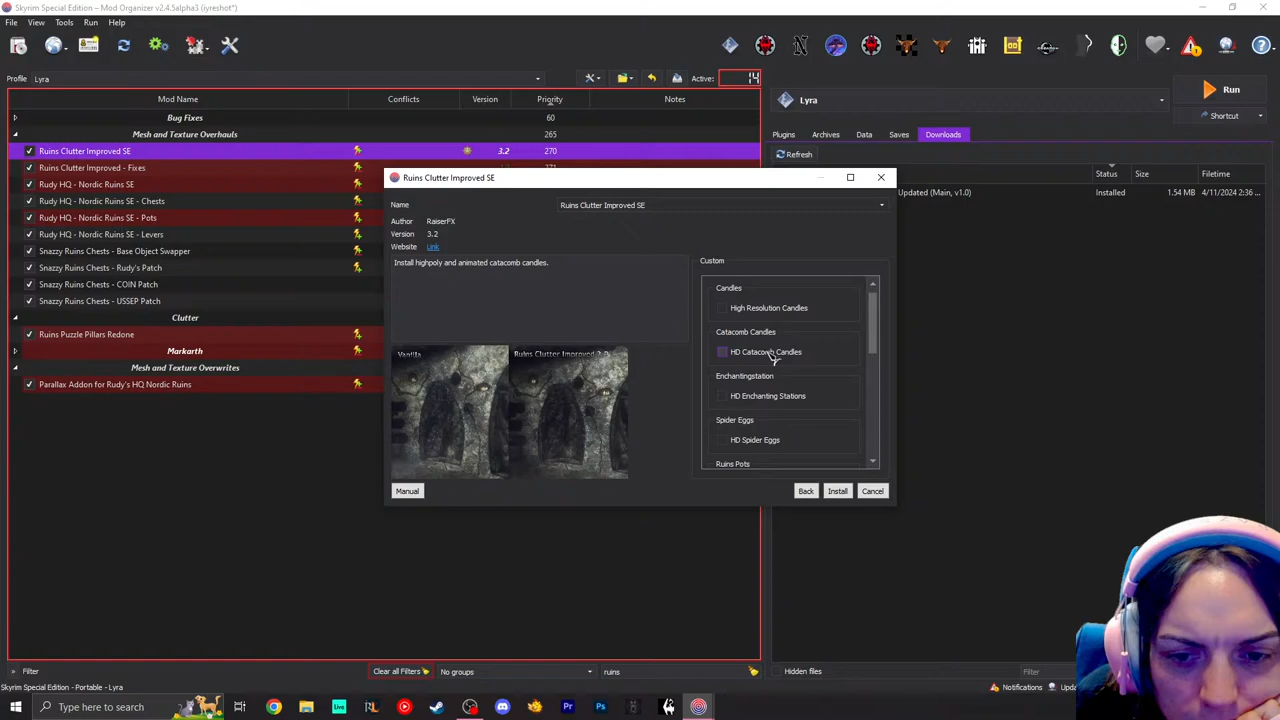 Skyrim Special Edition - Mod Organizer v2.4.5alpha3 (lyreshot*)
File View Tools Run Help
Profile Lyra
Active: 14
Mod Name Conflicts Version Priority Notes
Bug Fixes 60
Mesh and Texture Overhauls 265
Ruins Clutter Improved SE 3.2 270
Ruins Clutter Improved - Fixes
Rudy HQ - Nordic Ruins SE
Rudy HQ - Nordic Ruins SE - Chests
Rudy HQ - Nordic Ruins SE - Pots
Rudy HQ - Nordic Ruins SE - Levers
Snazzy Ruins Chests - Base Object Swapper
Snazzy Ruins Chests - Rudy's Patch
Snazzy Ruins Chests - COIN Patch
Snazzy Ruins Chests - USSEP Patch
Clutter
Ruins Puzzle Pillars Redone
Markarth
Mesh and Texture Overwrites
Parallax Addon for Rudy's HQ Nordic Ruins
Filter
Clear all Filters
No groups
ruins
Skyrim Special Edition - Portable - Lyra
Lyra
Run
Shortcut
Plugins Archives Data Saves Downloads
Refresh
Status Size Filetime
Updated (Main, v1.0) Installed 1.54 MB 4/11/2024 2:36 ...
Hidden files
Filter
Notifications
Ruins Clutter Improved SE
Name Ruins Clutter Improved SE
Author RaiserFX
Version 3.2
Website Link
Install highpoly and animated catacomb candles.
Vanilla
Ruins Clutter Improved
Custom
Candles
High Resolution Candles
Catacomb Candles
HD Catacomb Candles
Enchantingstation
HD Enchanting Stations
Spider Eggs
HD Spider Eggs
Ruins Pots
Manual
Back Install Cancel
Type here to search
Live
Pr
Ps